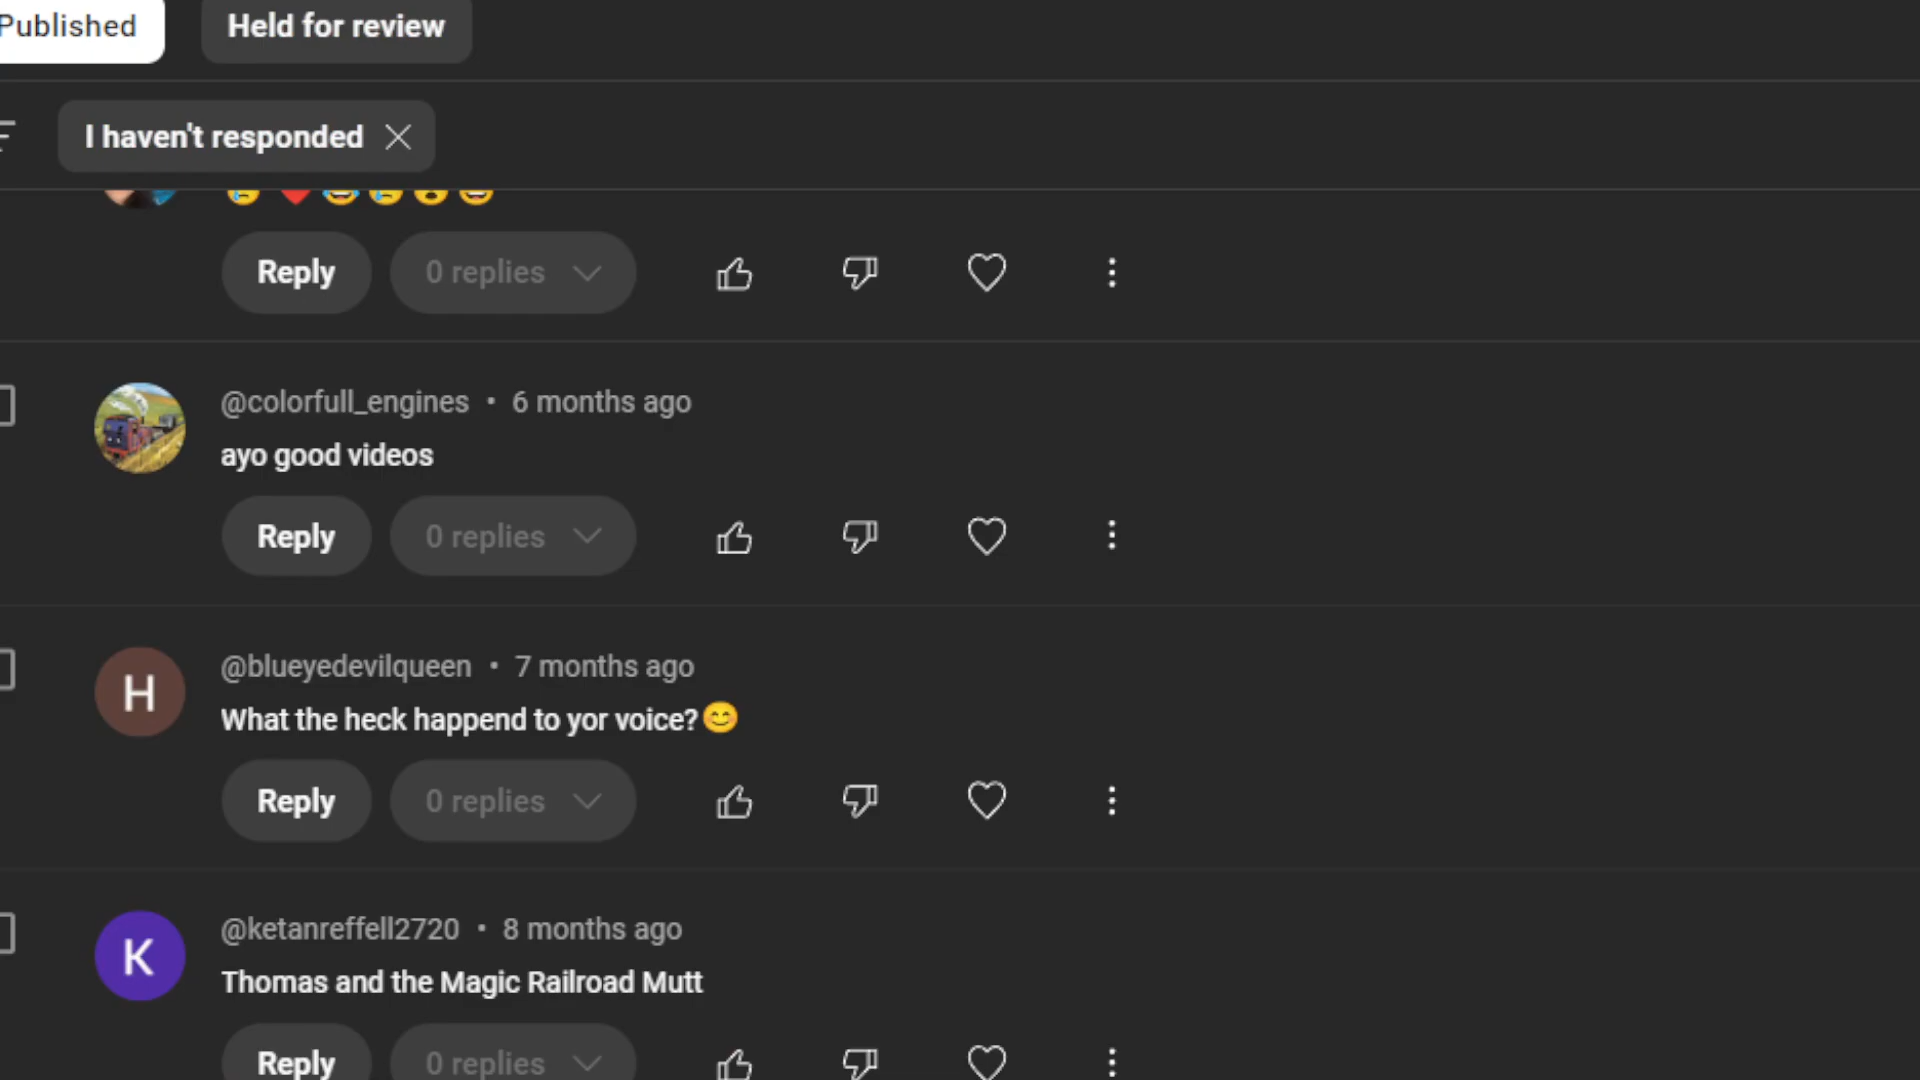 Published Held for review
I haven't responded
Reply 0 replies
@colorfull_engines • 6 months ago
ayo good videos
Reply 0 replies
H @blueyedevilqueen • 7 months ago
What the heck happend to yor voice?😊
Reply 0 replies
K @ketanreffell2720 • 8 months ago
Thomas and the Magic Railroad Mutt
Reply 0 replies